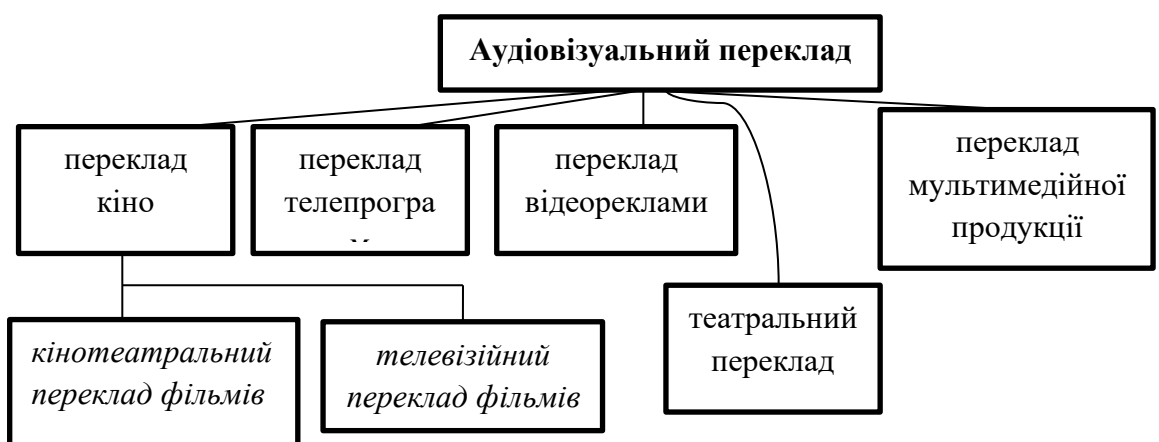 Аудіовізуальний переклад
переклад
кіно
переклад
телепрогра
переклад
відеореклами
переклад
мультимедійної
продукції
театральний
переклад
кінотеатральний
переклад фільмів
телевізійний
переклад фільмів